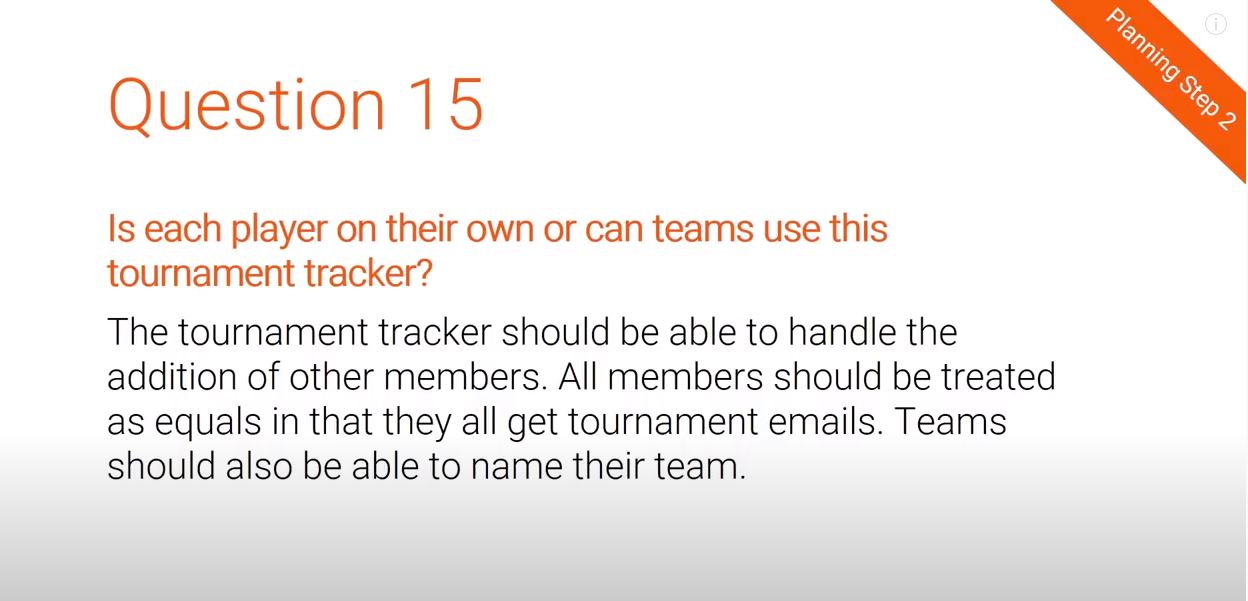 Planning Step 2
Question 15
Is each player on their own or can teams use this
tournament tracker?
The tournament tracker should be able to handle the
addition of other members. All members should be treated
as equals in that they all get tournament emails. Teams
should also be able to name their team.